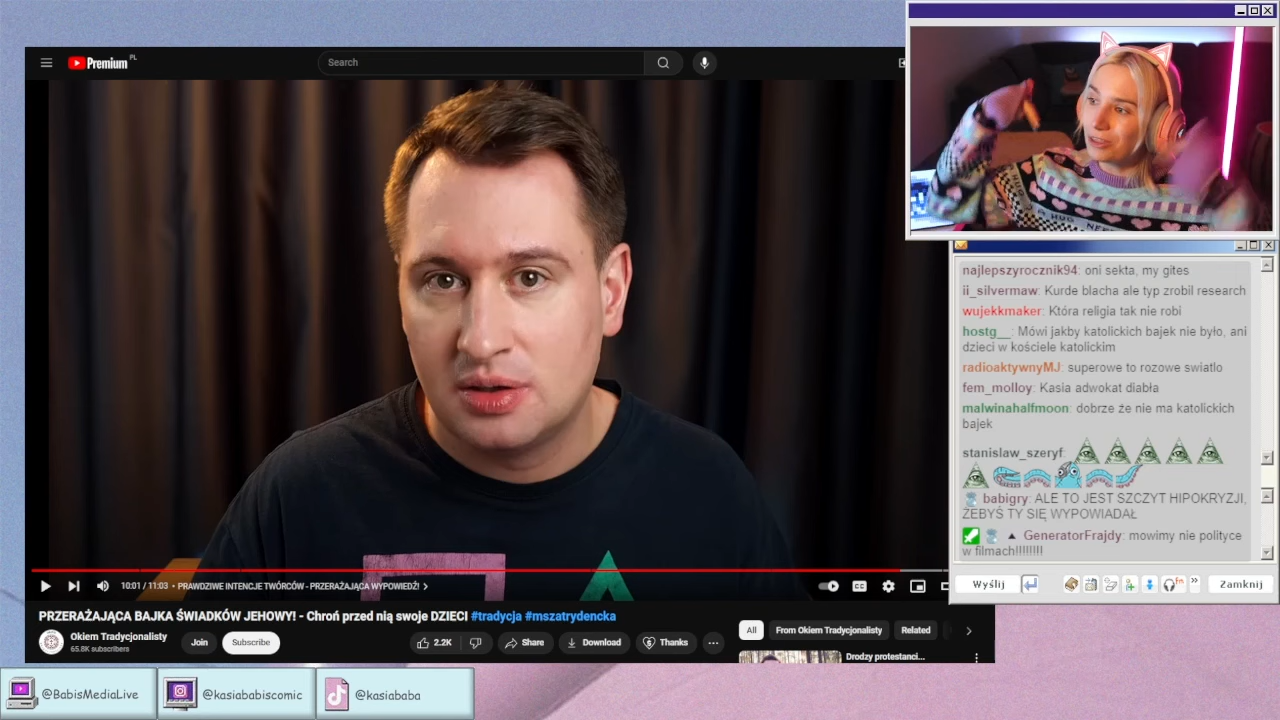 Premium PL
Search
10:01 / 11:03 • PRAWDZIWE INTENCJE TWÓRCÓW - PRZERAŻAJĄCA WYPOWIEDŹ!
CC
PRZERAŻAJĄCA BAJKA ŚWIADKÓW JEHOWY! - Chroń przed nią swoje DZIECI #tradycja #mszatrydencka
Okiem Tradycjonalisty
65.8K subscribers
Join
Subscribe
2.2K
Share
Download
Thanks
All
From Okiem Tradycjonalisty
Related
Drodzy protestanci...
najlepszyrocznik94: oni sekta, my gites
ii_silvermaw: Kurde blacha ale typ zrobil research
wujekkmaker: Która religia tak nie robi
hostg__: Mówi jakby katolickich bajek nie było, ani
dzieci w kościele katolickim
radioaktywnyMJ: superowe to rozowe swiatlo
fem_molloy: Kasia adwokat diabła
malwinahalfmoon: dobrze że nie ma katolickich
bajek
stanislaw_szeryf:
babigry: ALE TO JEST SZCZYT HIPOKRYZJI,
ŻEBYŚ TY SIĘ WYPOWIADAŁ
GeneratorFrajdy: mowimy nie polityce
w filmach!!!!!!!!
Wyślij
fn
Zamknij
@BabisMediaLive
@kasiababiscomic
@kasiababa